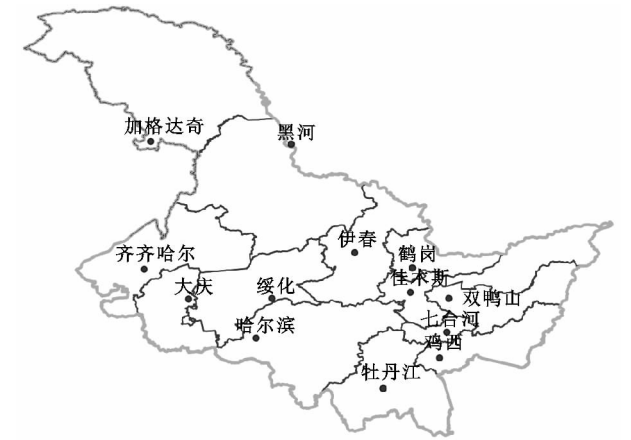 加格达奇
黑河
伊春
鹤岗
齐齐哈尔
佳木斯
大庆
绥化
双鸭山
七台河
哈尔滨
鸡西
牡丹江